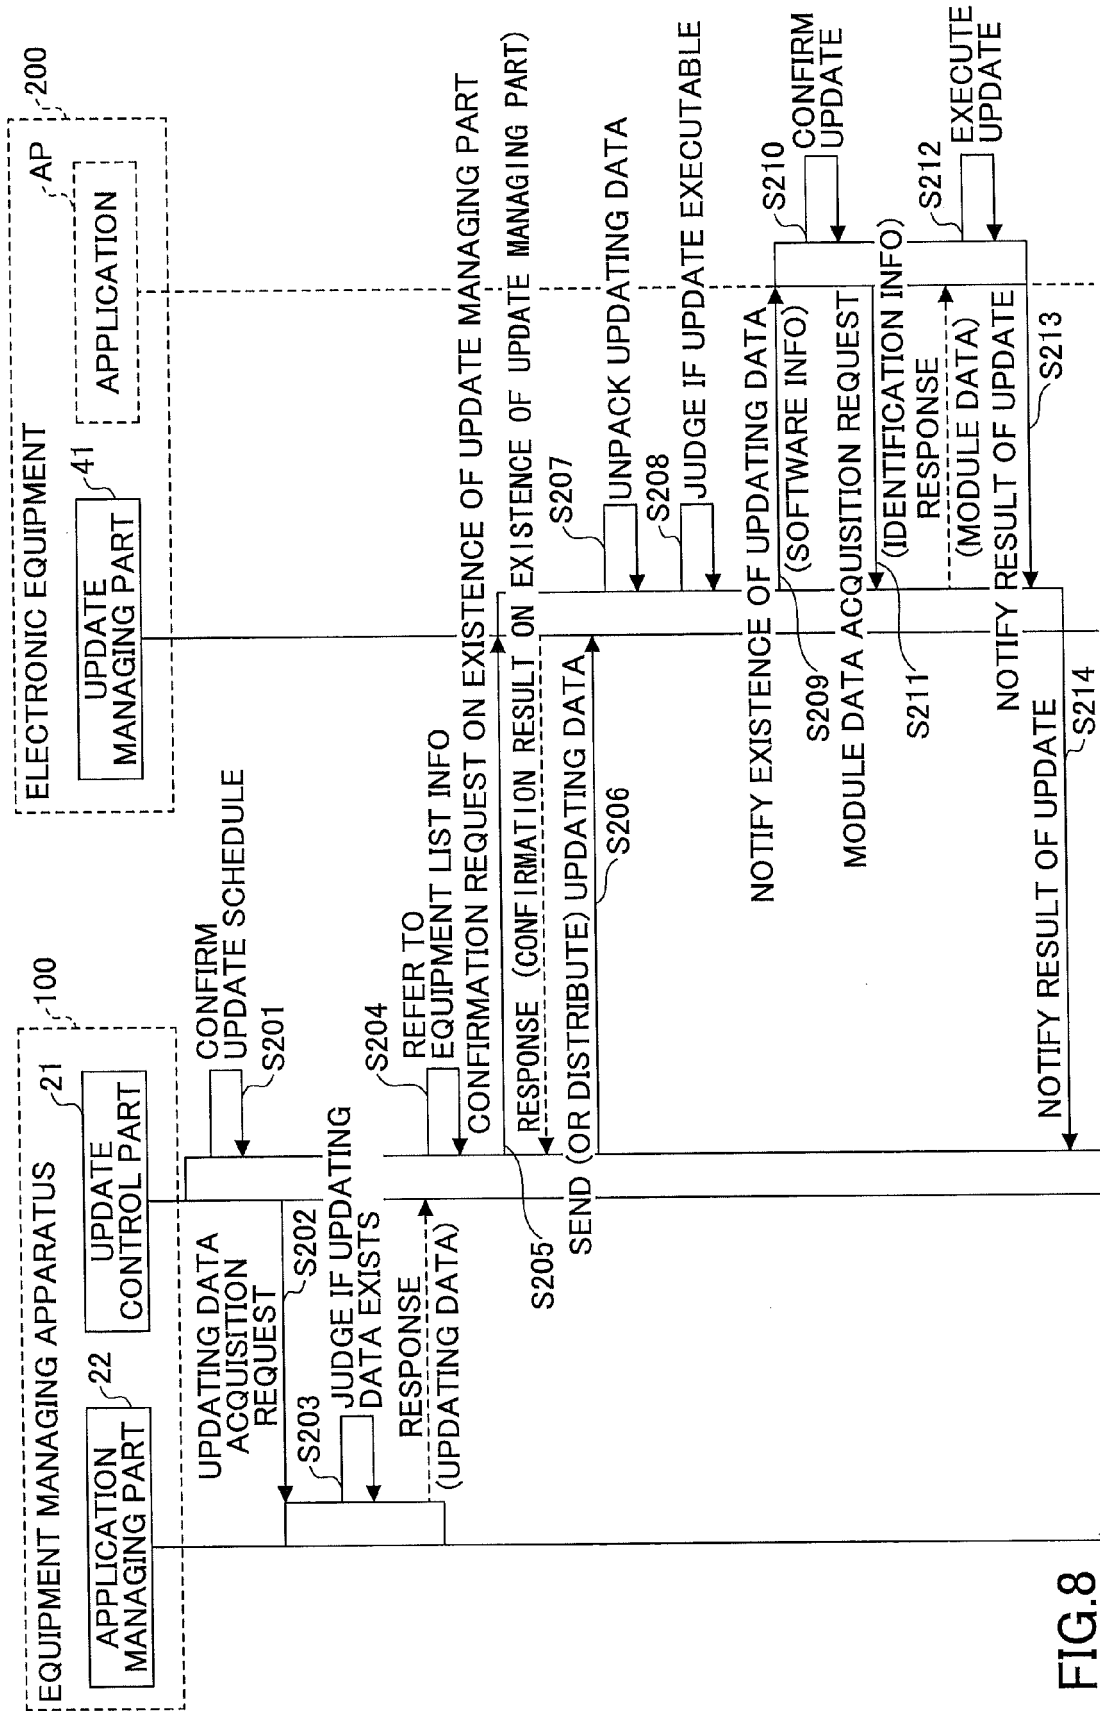 EQUIPMENT MANAGING APPARATUS
100
APPLICATION
MANAGING PART
22
UPDATE
CONTROL PART
21
ELECTRONIC EQUIPMENT
200
UPDATE
MANAGING PART
41
APPLICATION
AP
CONFIRM
UPDATE SCHEDULE
S201
UPDATING DATA
ACQUISITION
REQUEST
S202
S203
JUDGE IF UPDATING
DATA EXISTS
RESPONSE
(UPDATING DATA)
S204
REFER TO
EQUIPMENT LIST INFO
CONFIRMATION REQUEST ON EXISTENCE OF UPDATE MANAGING PART
S205
RESPONSE (CONFIRMATION RESULT ON EXISTENCE OF UPDATE MANAGING PART)
SEND (OR DISTRIBUTE) UPDATING DATA
S206
S207
UNPACK UPDATING DATA
S208
JUDGE IF UPDATE EXECUTABLE
NOTIFY EXISTENCE OF UPDATING DATA
(SOFTWARE INFO)
S209
S210
CONFIRM
UPDATE
MODULE DATA ACQUISITION REQUEST
(IDENTIFICATION INFO)
S211
RESPONSE
(MODULE DATA)
S212
EXECUTE
UPDATE
NOTIFY RESULT OF UPDATE
S213
NOTIFY RESULT OF UPDATE
S214
FIG.8